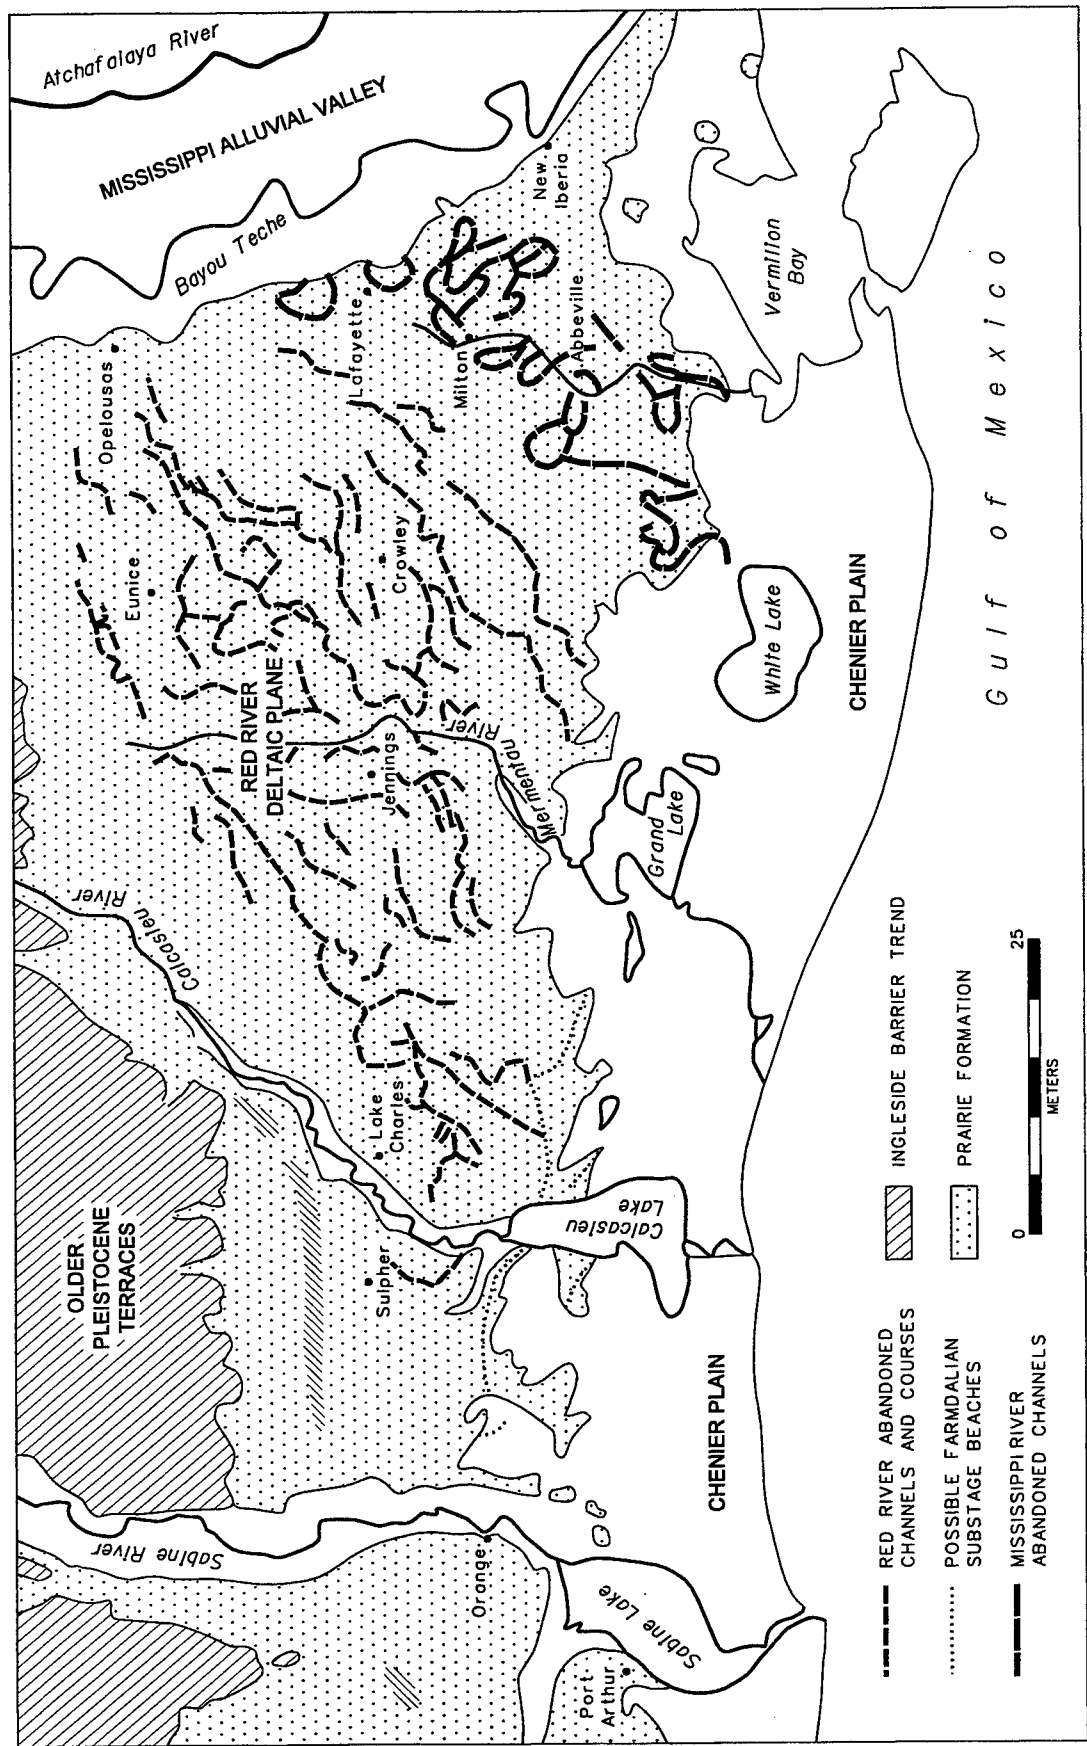 Atchafalaya River
MISSISSIPPI ALLUVIAL VALLEY
Bayou Teche
New
Iberia
Opelousas
Lafayette
Milton
Abbeville
Vermilion
Bay
Eunice
Crowley
RED RIVER
DELTAIC PLANE
Jennings
Mermentau
River
White Lake
Grand
Lake
CHENIER PLAIN
Gulf of Mexico
Calcasieu
River
OLDER
PLEISTOCENE
TERRACES
Lake
Charles
Sulpher
Calcasieu
Lake
CHENIER PLAIN
Sabine River
Orange
Sabine Lake
Port
Arthur
RED RIVER ABANDONED
CHANNELS AND COURSES
POSSIBLE FARMDALIAN
SUBSTAGE BEACHES
MISSISSIPPI RIVER
ABANDONED CHANNELS
INGLESIDE BARRIER TREND
PRAIRIE FORMATION
0 25
METERS